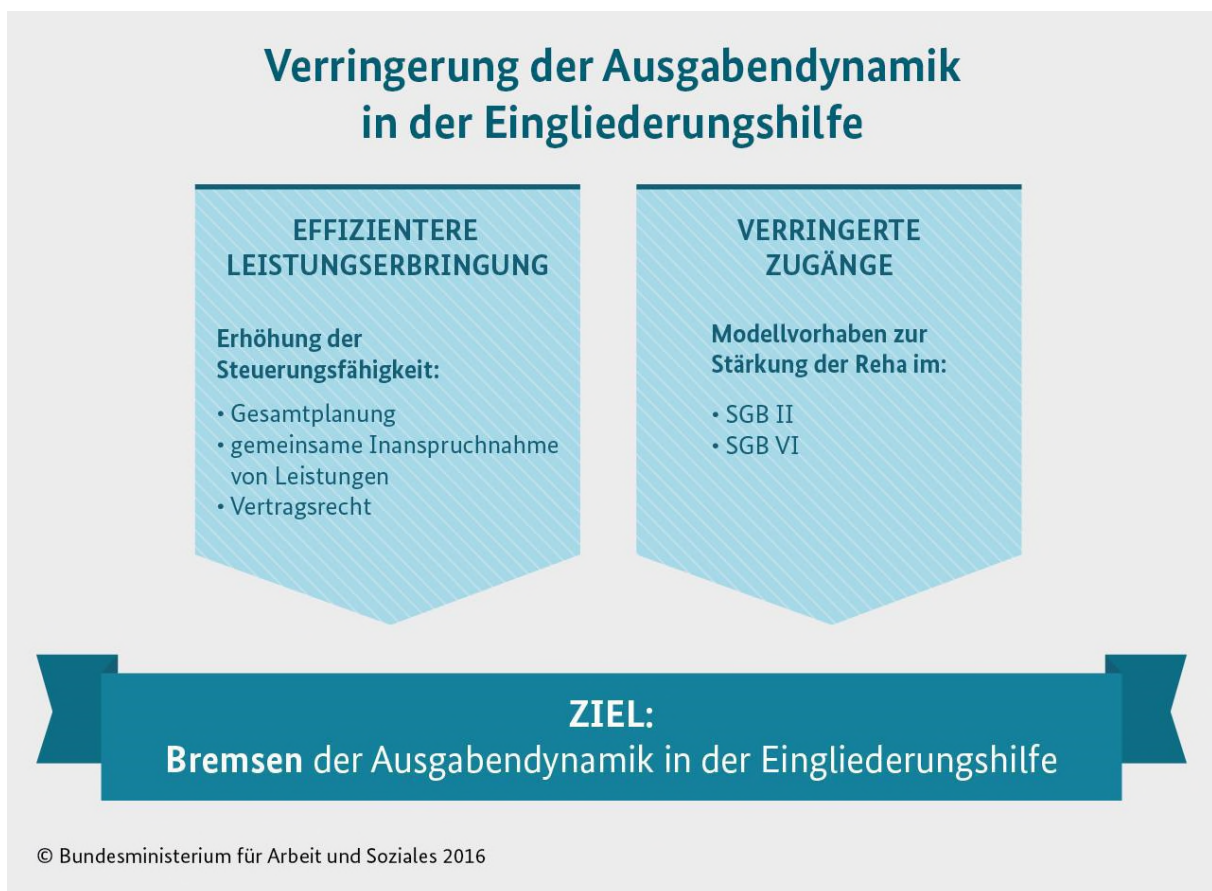 Verringerung der Ausgabendynamik
in der Eingliederungshilfe
EFFIZIENTERE
LEISTUNGSERBRINGUNG
Erhöhung der
Steuerungsfähigkeit:
• Gesamtplanung
• gemeinsame Inanspruchnahme
von Leistungen
• Vertragsrecht
VERRINGERTE
ZUGÄNGE
Modellvorhaben zur
Stärkung der Reha im:
• SGB II
• SGB VI
ZIEL:
Bremsen der Ausgabendynamik in der Eingliederungshilfe
© Bundesministerium für Arbeit und Soziales 2016